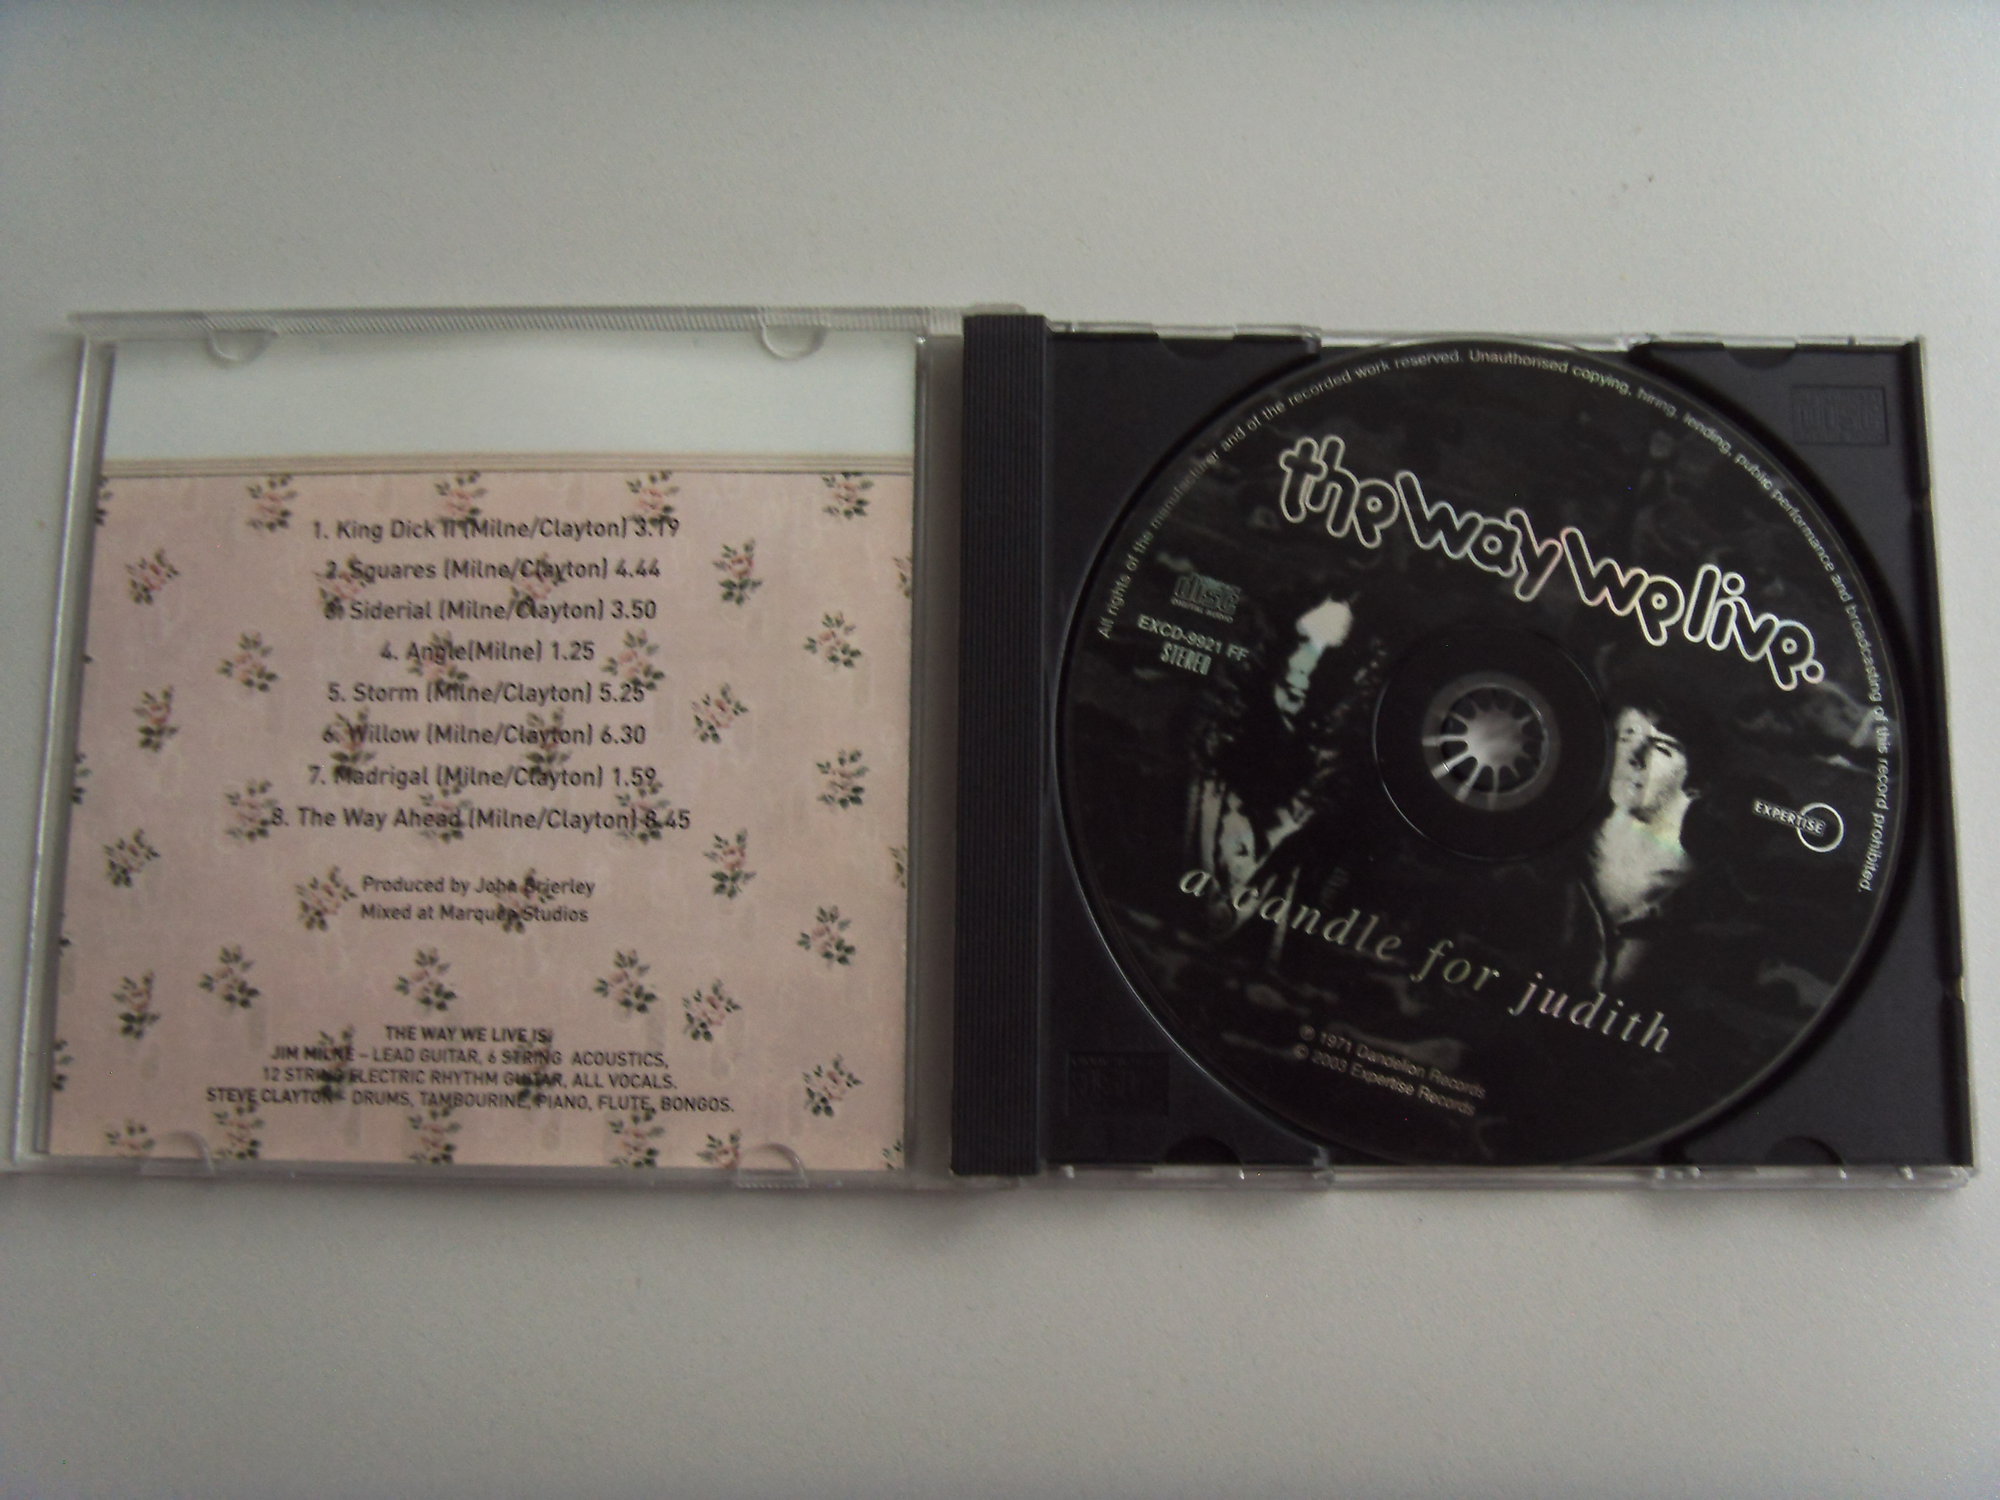 1. King Dick II (Milne/Clayton) 3.19
2. Squares (Milne/Clayton) 4.44
3. Siderial (Milne/Clayton) 3.50
4. Angle(Milne) 1.25
5. Storm (Milne/Clayton) 5.25
6. Willow (Milne/Clayton) 6.30
7. Madrigal (Milne/Clayton) 1.59
8. The Way Ahead (Milne/Clayton) 8.45
Produced by John Brierley
Mixed at Marquee Studios
THE WAY WE LIVE IS:
JIM MILNE – LEAD GUITAR, 6 STRING ACOUSTICS,
12 STRING ELECTRIC RHYTHM GUITAR, ALL VOCALS.
STEVE CLAYTON – DRUMS, TAMBOURINE, PIANO, FLUTE, BONGOS.
All rights of the manufacturer and of the recorded work reserved. Unauthorised copying, hiring, lending, public performance and broadcasting of this record prohibited.
the way we live.
disc
DIGITAL AUDIO
EXCD-9921 FF
STEREO
EXPERTISE
a candle for judith
℗ 1971 Dandelion Records
© 2003 Expertise Records